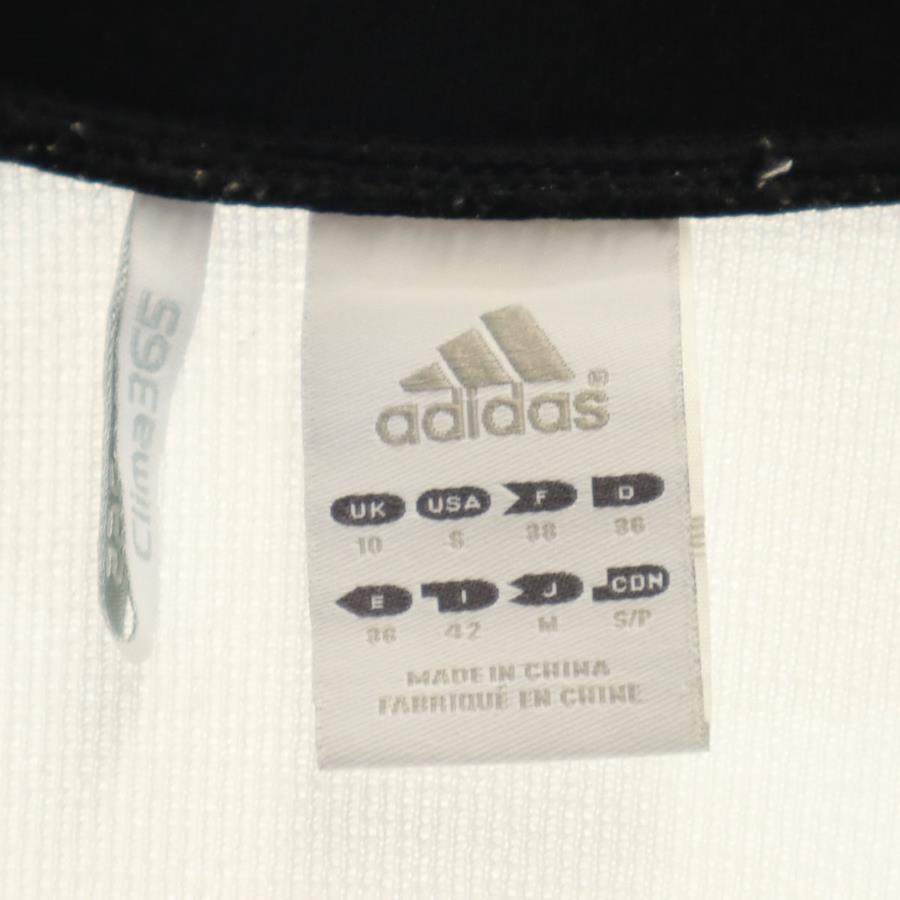 clima365
adidas®
UK USA F D
10 S 38 36
E I J CDN
36 42 M S/P
MADE IN CHINA
FABRIQUÉ EN CHINE